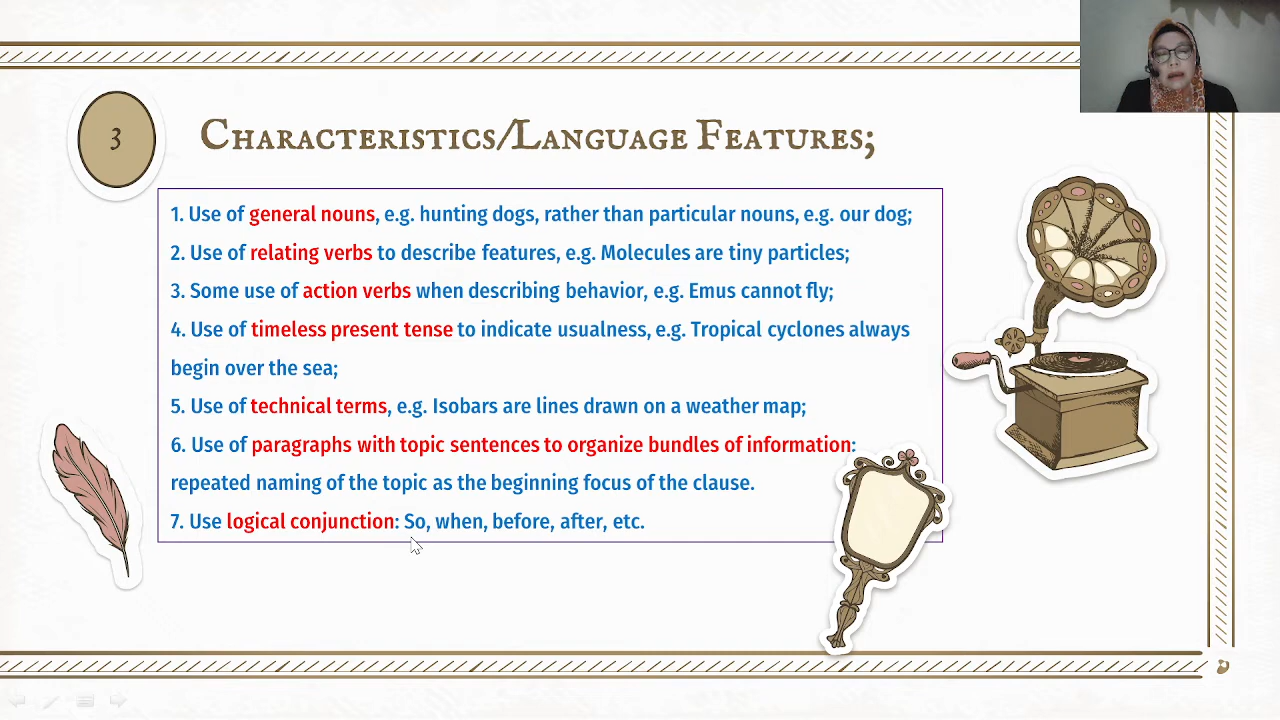 3
Characteristics/Language Features;
1. Use of general nouns, e.g. hunting dogs, rather than particular nouns, e.g. our dog;
2. Use of relating verbs to describe features, e.g. Molecules are tiny particles;
3. Some use of action verbs when describing behavior, e.g. Emus cannot fly;
4. Use of timeless present tense to indicate usualness, e.g. Tropical cyclones always
begin over the sea;
5. Use of technical terms, e.g. Isobars are lines drawn on a weather map;
6. Use of paragraphs with topic sentences to organize bundles of information:
repeated naming of the topic as the beginning focus of the clause.
7. Use logical conjunction: So, when, before, after, etc.